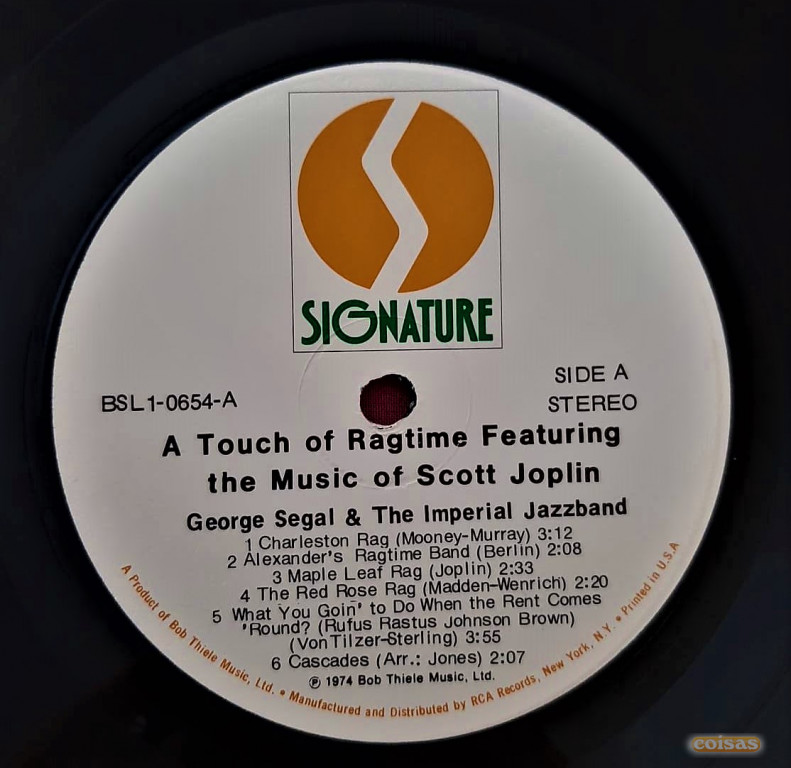 SIGNATURE
BSL1-0654-A
SIDE A
STEREO
A Touch of Ragtime Featuring
the Music of Scott Joplin
George Segal & The Imperial Jazzband
1 Charleston Rag (Mooney-Murray) 3:12
2 Alexander's Ragtime Band (Berlin) 2:08
3 Maple Leaf Rag (Joplin) 2:33
4 The Red Rose Rag (Madden-Wenrich) 2:20
5 What You Goin' to Do When the Rent Comes
'Round? (Rufus Rastus Johnson Brown)
(VonTilzer-Sterling) 3:55
6 Cascades (Arr.: Jones) 2:07
℗ 1974 Bob Thiele Music, Ltd.
A Product of Bob Thiele Music, Ltd. • Manufactured and Distributed by RCA Records, New York, N.Y. • Printed in U.S.A
coisas